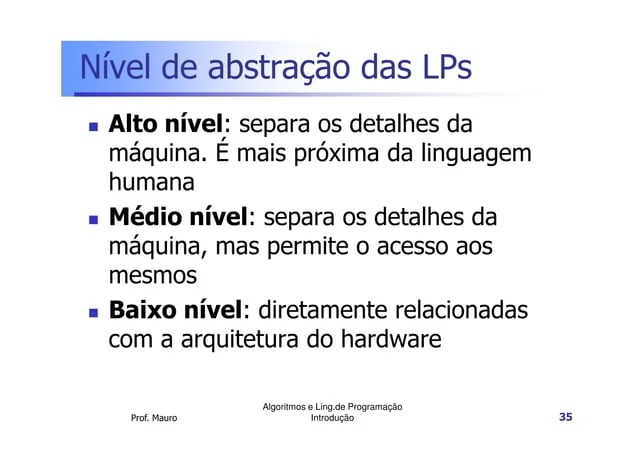 Nível de abstração das LPs
Alto nível: separa os detalhes da
máquina. É mais próxima da linguagem
humana
Médio nível: separa os detalhes da
máquina, mas permite o acesso aos
mesmos
Baixo nível: diretamente relacionadas
com a arquitetura do hardware
Prof. Mauro
Algoritmos e Ling.de Programação
Introdução
35